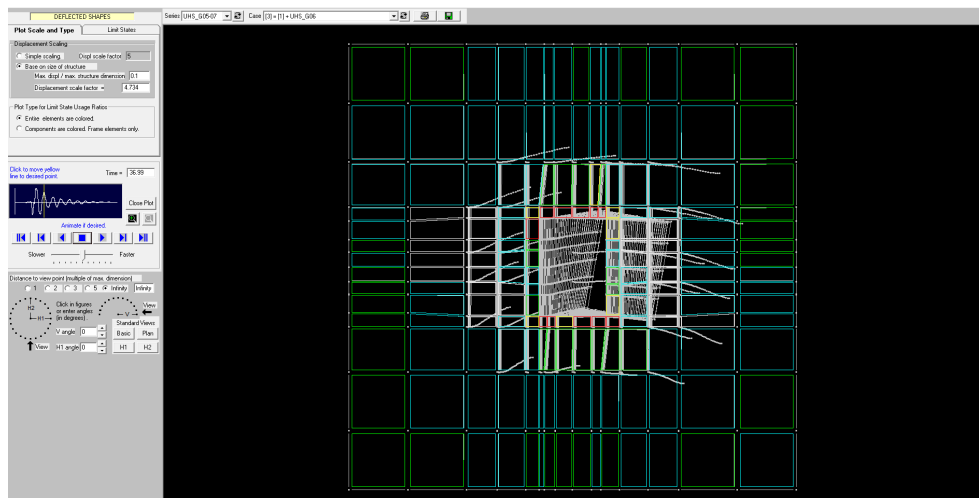 DEFLECTED SHAPES
Series UHS_G05-07 Case [3] = [1] + UHS_G06
Plot Scale and Type Limit States
Displacement Scaling
Simple scaling. Displ scale factor 5
Base on size of structure
Max. displ / max. structure dimension 0.1
Displacement scale factor = 4.734
Plot Type for Limit State Usage Ratios
Entire elements are colored.
Components are colored. Frame elements only.
Click to move yellow
line to desired point. Time = 36.99
Close Plot
Animate if desired.
Slower Faster
Distance to view point (multiple of max. dimension)
1 2 3 5 Infinity Infinity
H2
H1
Click in figures
or enter angles
(in degrees).
V
View
V angle 0
Standard Views
Basic Plan
View H1 angle 0 H1 H2